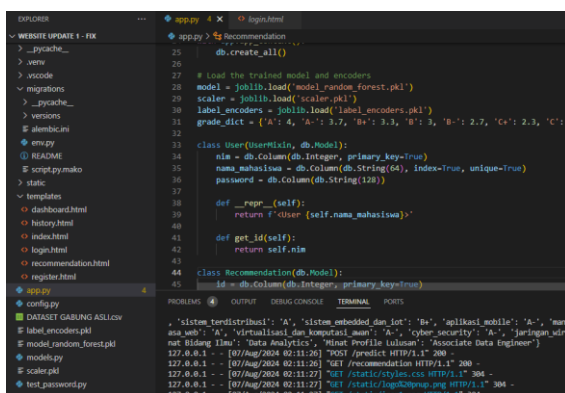 EXPLORER
WEBSITE UPDATE 1 - FIX
__pycache__
.venv
.vscode
migrations
__pycache__
versions
alembic.ini
env.py
README
script.py.mako
static
templates
dashboard.html
history.html
index.html
login.html
recommendation.html
register.html
app.py 4
config.py
DATASET GABUNG ASLI.csv
label_encoders.pkl
model_random_forest.pkl
models.py
scaler.pkl
test_password.py
app.py 4 login.html
app.py > Recommendation
25 db.create_all()
26
27 # Load the trained model and encoders
28 model = joblib.load('model_random_forest.pkl')
29 scaler = joblib.load('scaler.pkl')
30 label_encoders = joblib.load('label_encoders.pkl')
31 grade_dict = {'A': 4, 'A-': 3.7, 'B+': 3.3, 'B': 3, 'B-': 2.7, 'C+': 2.3, 'C':
32
33 class User(UserMixin, db.Model):
34 nim = db.Column(db.Integer, primary_key=True)
35 nama_mahasiswa = db.Column(db.String(64), index=True, unique=True)
36 password = db.Column(db.String(128))
37
38 def __repr__(self):
39 return f'<User {self.nama_mahasiswa}>'
40
41 def get_id(self):
42 return self.nim
43
44 class Recommendation(db.Model):
45 id = db.Column(db.Integer, primary_key=True)
PROBLEMS 4 OUTPUT DEBUG CONSOLE TERMINAL PORTS
, 'sistem_terdistribusi': 'A', 'sistem_embedded_dan_iot': 'B+', 'aplikasi_mobile': 'A-', 'man
asa_web': 'A', 'virtualisasi_dan_komputasi_awan': 'A-', 'cyber_security': 'A-', 'jaringan_wir
nat Bidang Ilmu': 'Data Analytics', 'Minat Profile Lulusan': 'Associate Data Engineer'}
127.0.0.1 - - [07/Aug/2024 02:11:26] "POST /predict HTTP/1.1" 200 -
127.0.0.1 - - [07/Aug/2024 02:11:26] "GET /recommendation HTTP/1.1" 200 -
127.0.0.1 - - [07/Aug/2024 02:11:27] "GET /static/styles.css HTTP/1.1" 304 -
127.0.0.1 - - [07/Aug/2024 02:11:27] "GET /static/logo%20pnup.png HTTP/1.1" 304 -